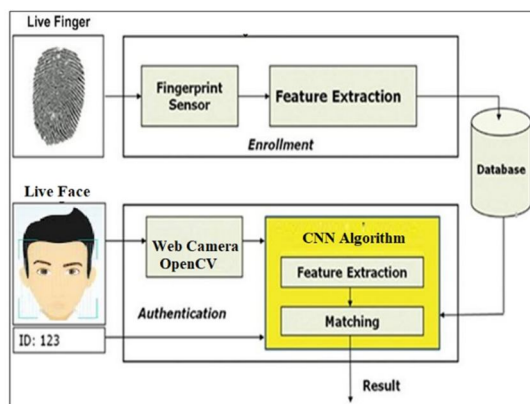 Live Finger
Fingerprint
Sensor
Feature Extraction
Enrollment
Database
Live Face
Web Camera
OpenCV
CNN Algorithm
Feature Extraction
Matching
Authentication
ID: 123
Result